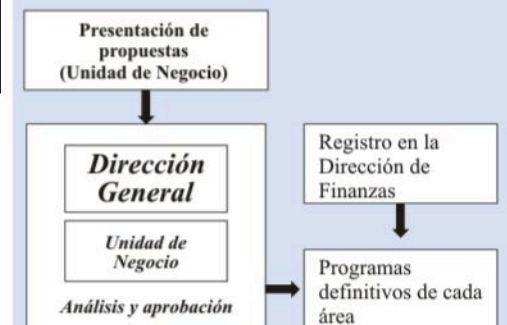 Presentación de
propuestas
(Unidad de Negocio)
Dirección
General
Unidad de
Negocio
Análisis y aprobación
Registro en la
Dirección de
Finanzas
Programas
definitivos de cada
área